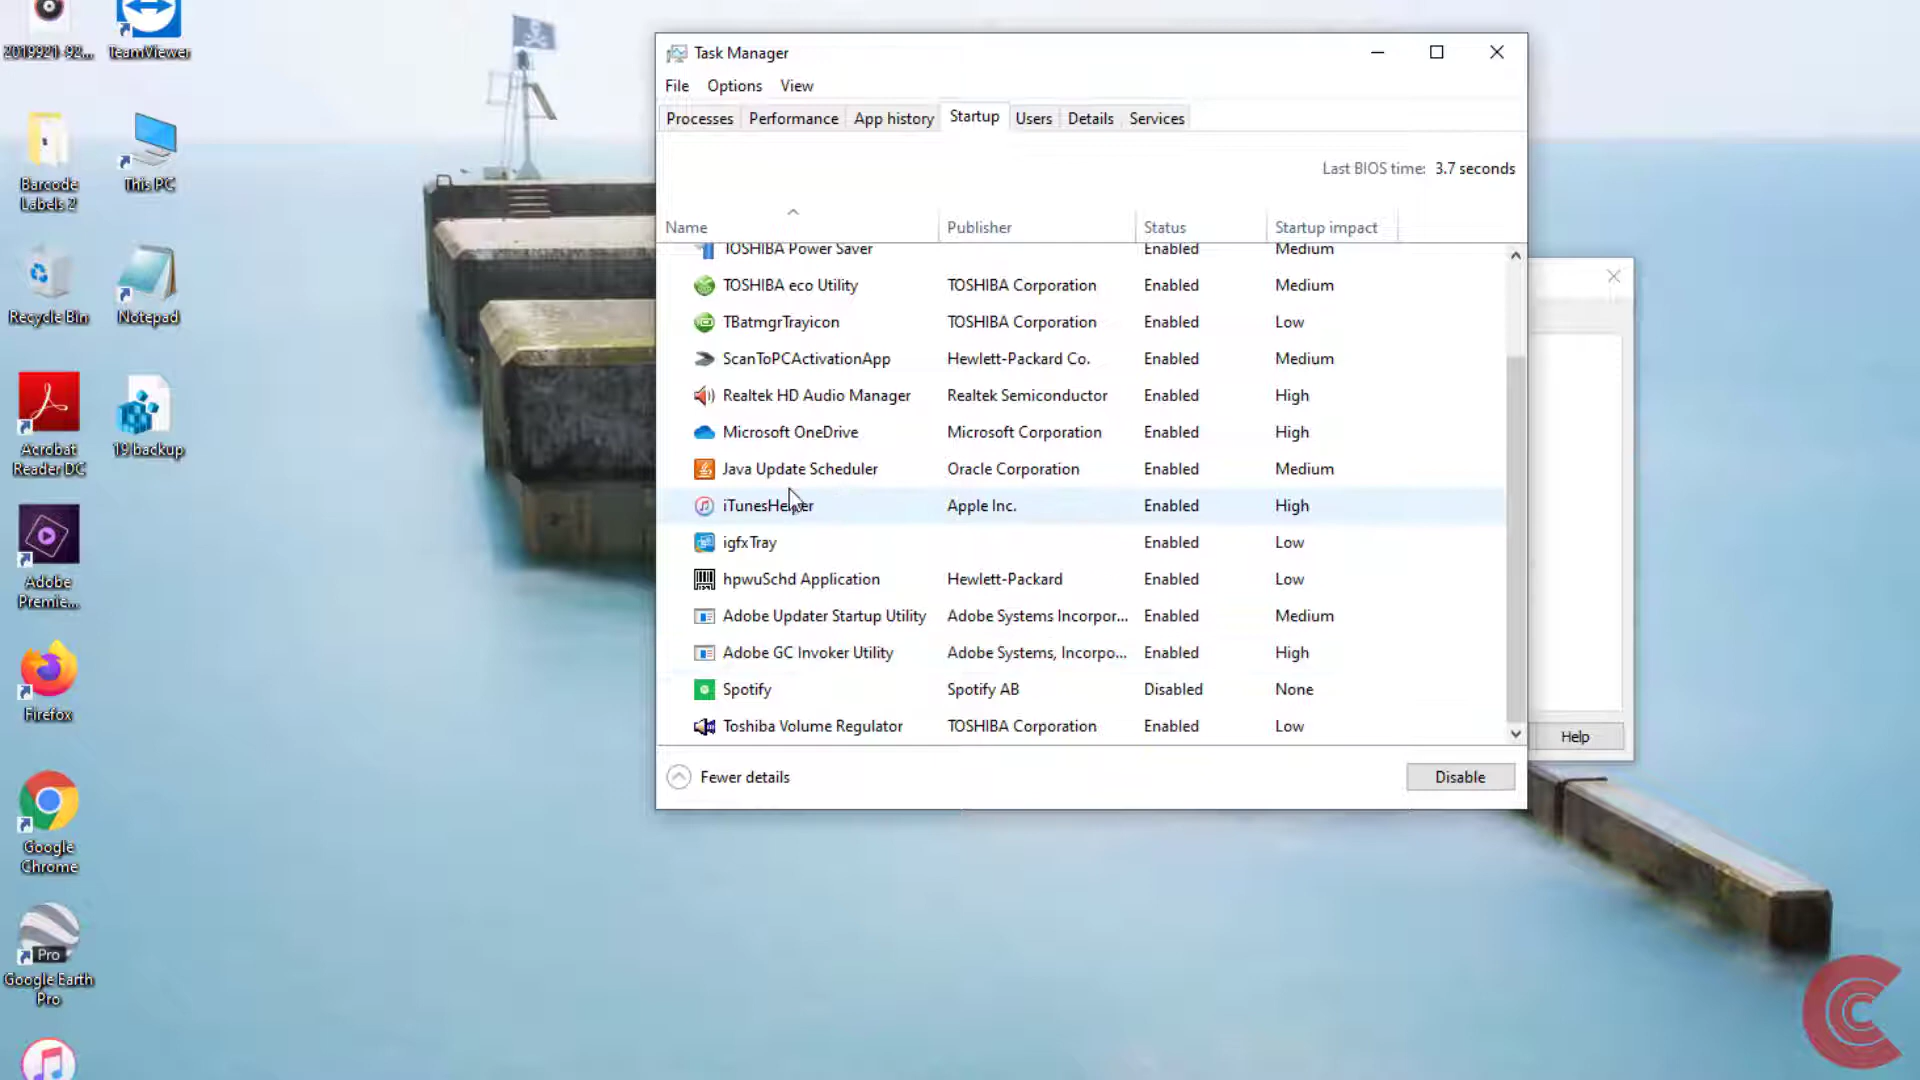 2019921-92...
TeamViewer
Barcode
Labels 2
This PC
Recycle Bin
Notepad
Acrobat
Reader DC
19 backup
Adobe
Premie...
Firefox
Google
Chrome
Pro
Google Earth
Pro
Task Manager
File Options View
Processes Performance App history Startup Users Details Services
Last BIOS time: 3.7 seconds
Name Publisher Status Startup impact
TOSHIBA Power Saver Enabled Medium
TOSHIBA eco Utility TOSHIBA Corporation Enabled Medium
TBatmgrTrayicon TOSHIBA Corporation Enabled Low
ScanToPCActivationApp Hewlett-Packard Co. Enabled Medium
Realtek HD Audio Manager Realtek Semiconductor Enabled High
Microsoft OneDrive Microsoft Corporation Enabled High
Java Update Scheduler Oracle Corporation Enabled Medium
iTunesHelper Apple Inc. Enabled High
igfxTray Enabled Low
hpwuSchd Application Hewlett-Packard Enabled Low
Adobe Updater Startup Utility Adobe Systems Incorpor... Enabled Medium
Adobe GC Invoker Utility Adobe Systems, Incorpo... Enabled High
Spotify Spotify AB Disabled None
Toshiba Volume Regulator TOSHIBA Corporation Enabled Low
Fewer details Disable
Help